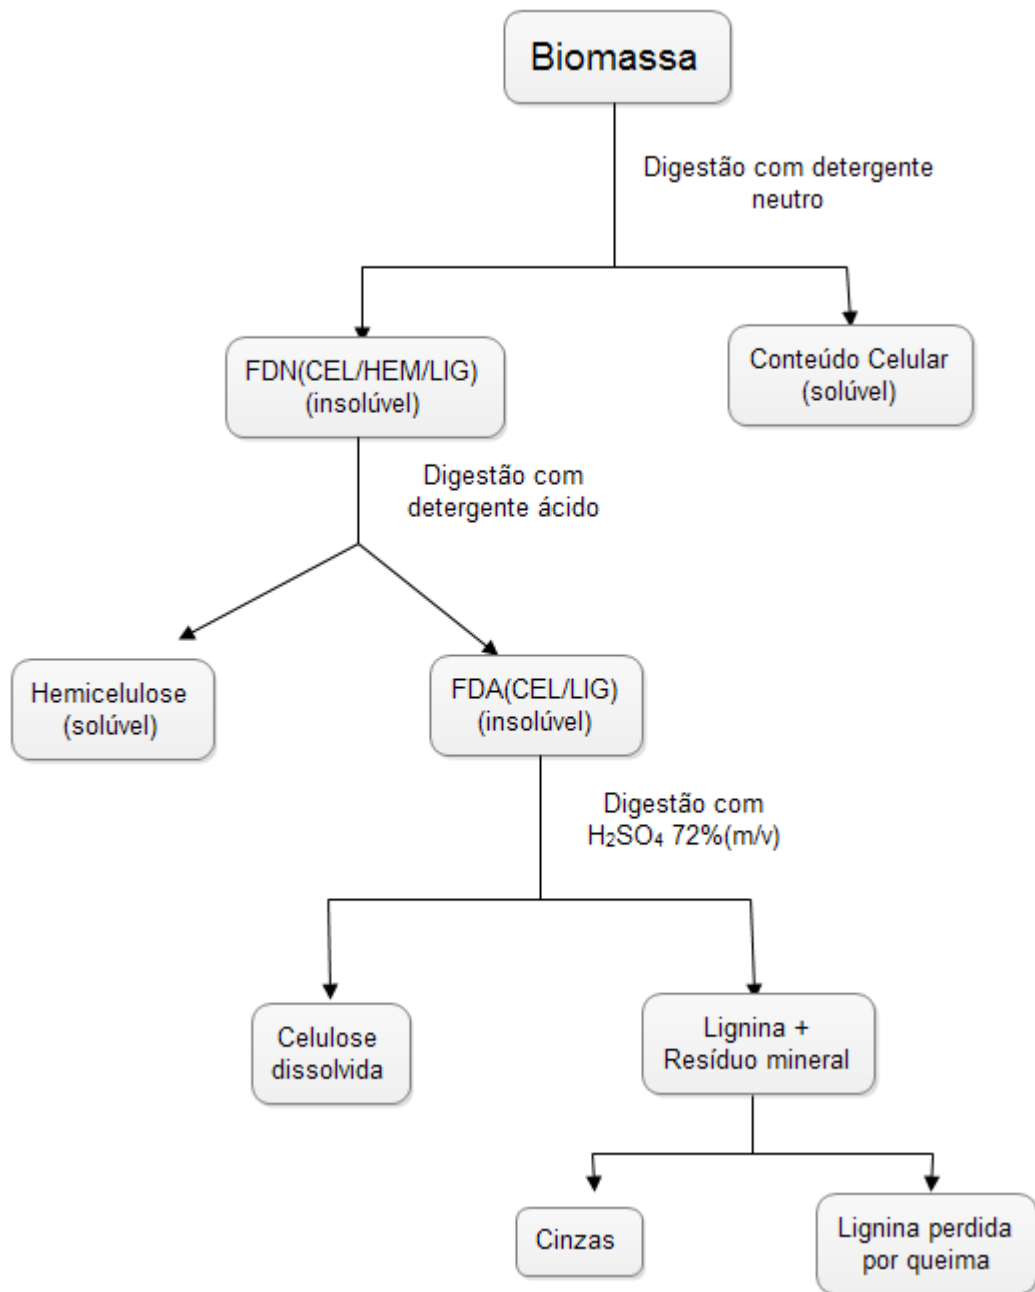 Biomassa
Digestão com detergente
neutro
FDN(CEL/HEM/LIG)
(insolúvel)
Conteúdo Celular
(solúvel)
Digestão com
detergente ácido
Hemicelulose
(solúvel)
FDA(CEL/LIG)
(insolúvel)
Digestão com
H₂SO₄ 72%(m/v)
Celulose
dissolvida
Lignina +
Resíduo mineral
Cinzas
Lignina perdida
por queima